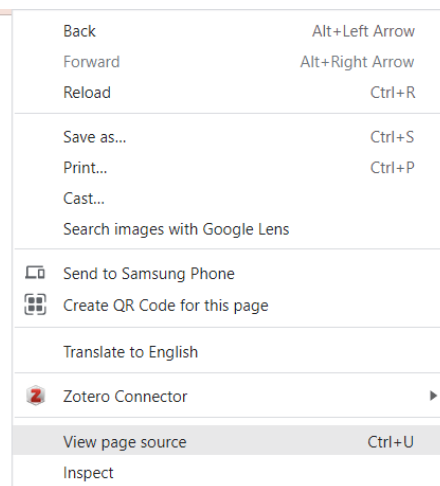 Back Alt+Left Arrow
Forward Alt+Right Arrow
Reload Ctrl+R
Save as... Ctrl+S
Print... Ctrl+P
Cast...
Search images with Google Lens
Send to Samsung Phone
Create QR Code for this page
Translate to English
Z Zotero Connector
View page source Ctrl+U
Inspect